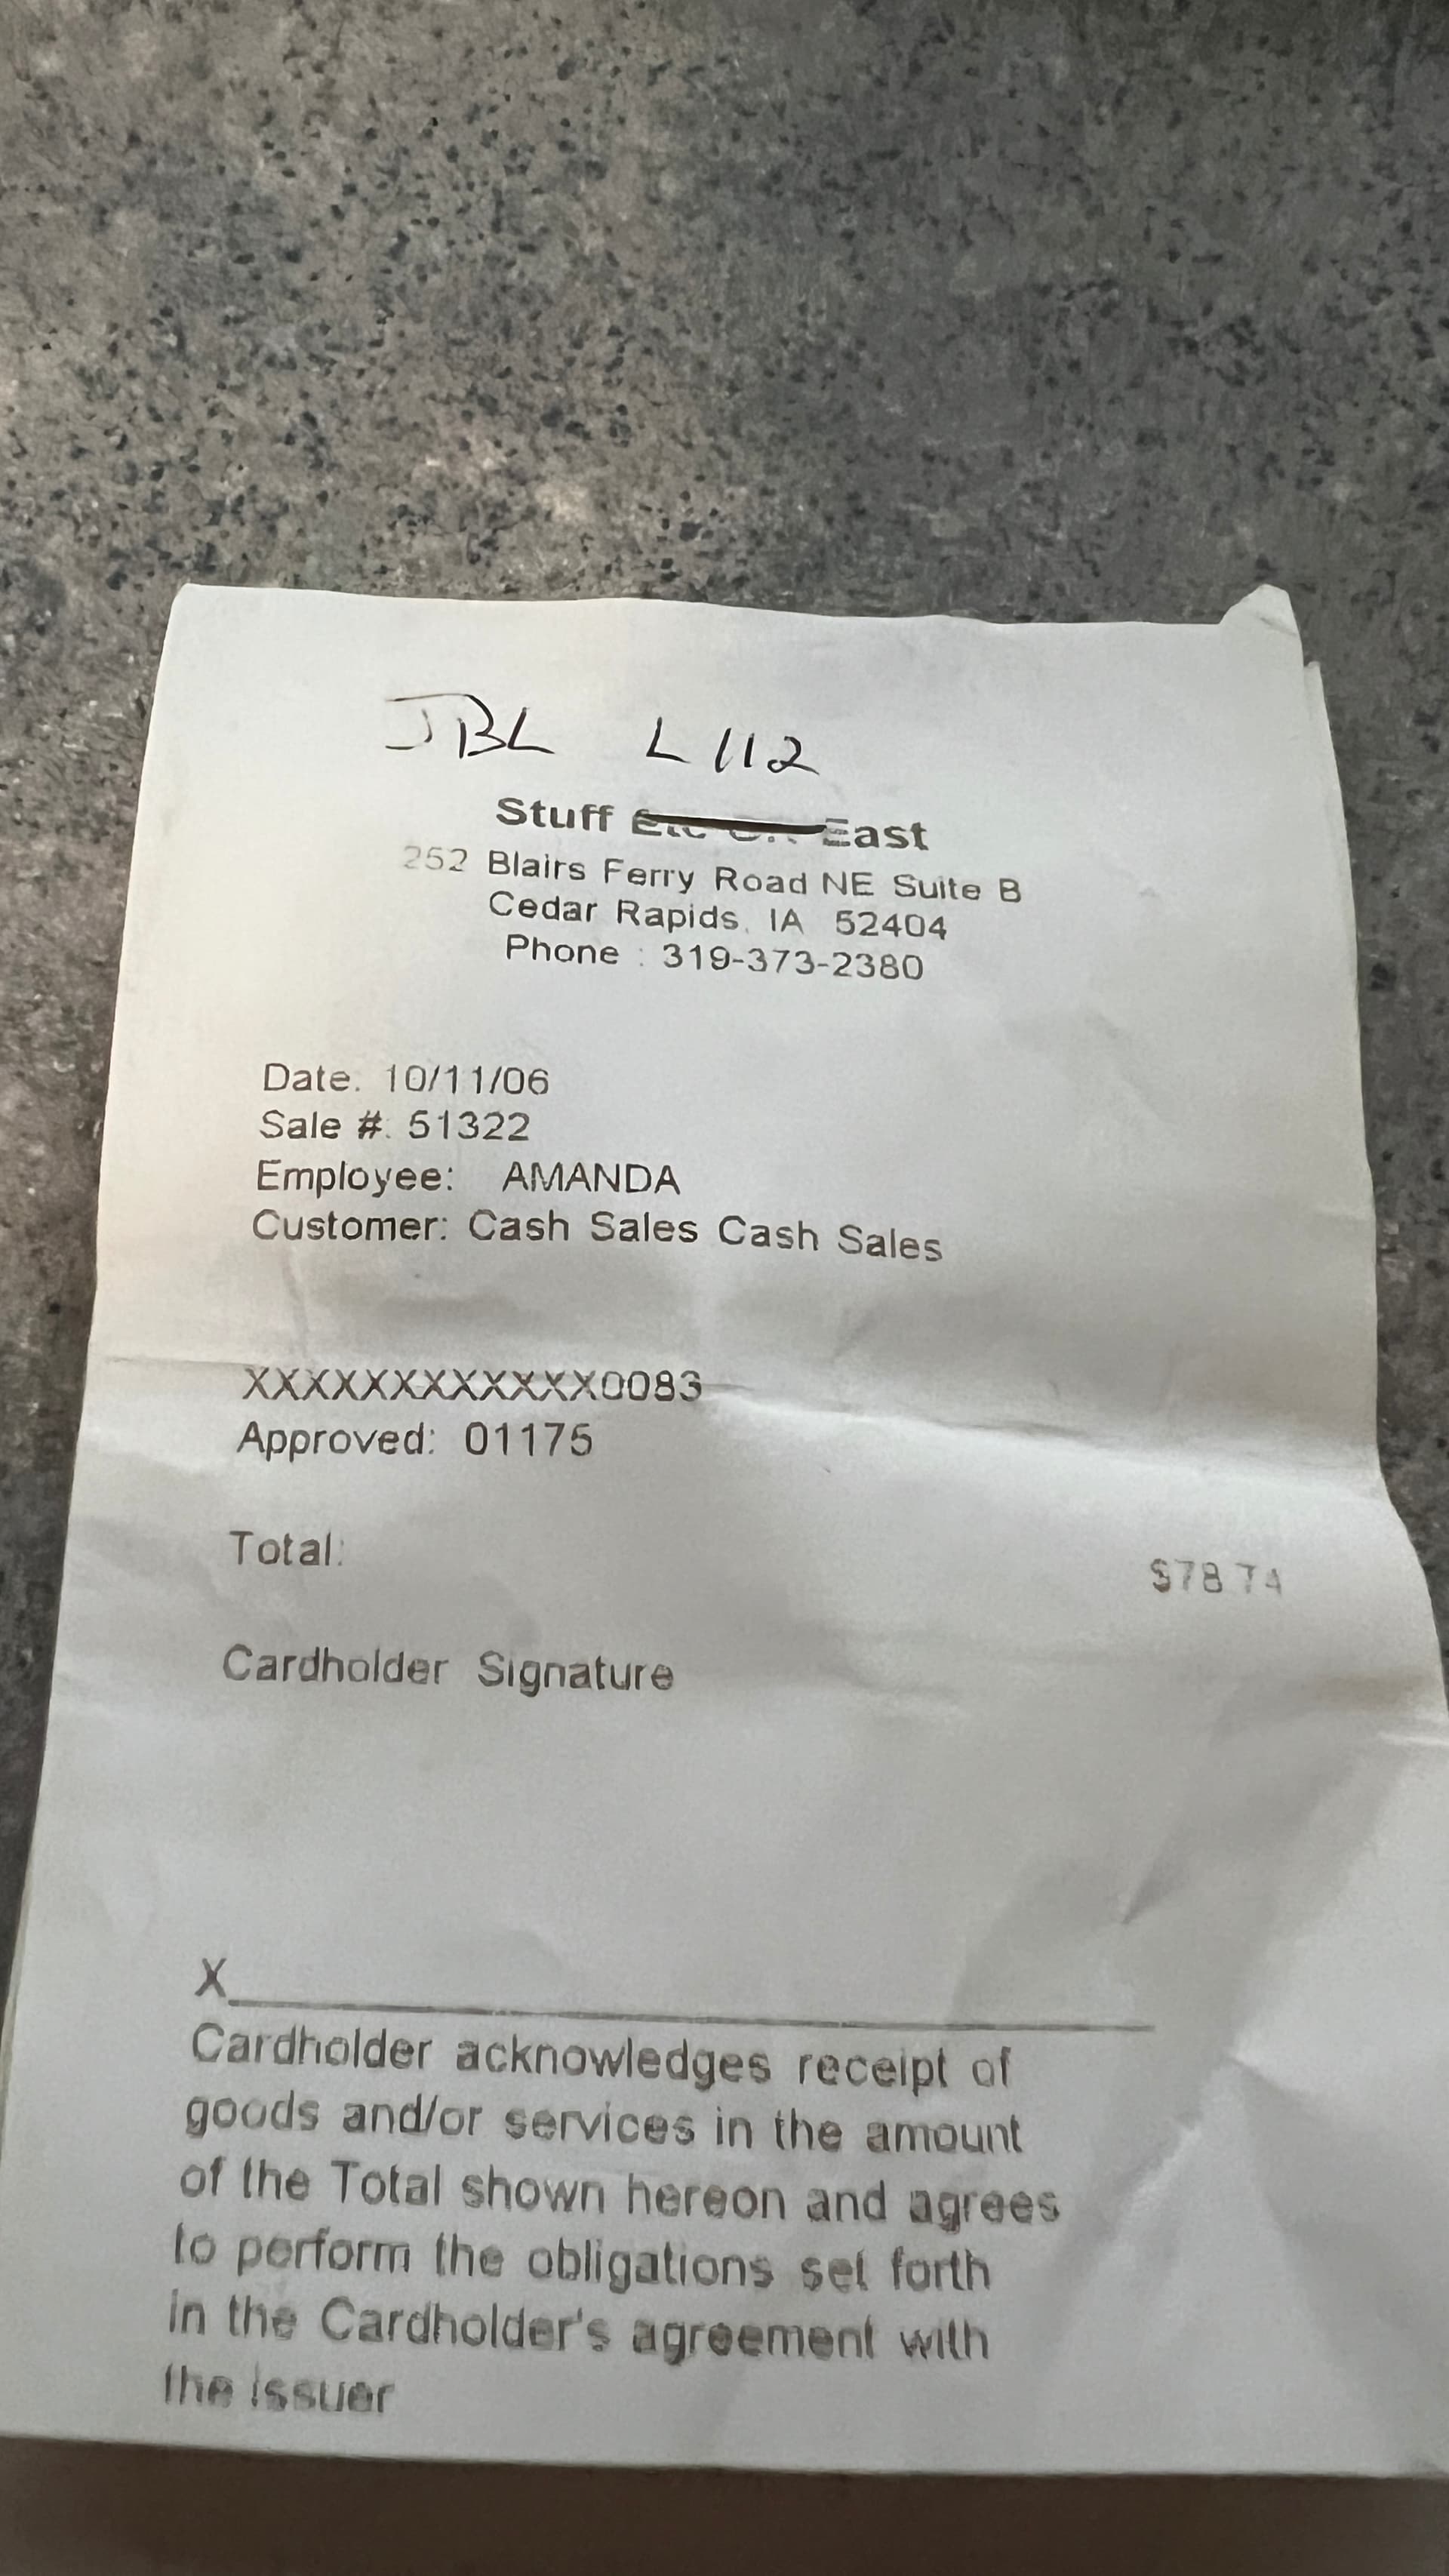 JBL L112
Stuff Etc CR East
252 Blairs Ferry Road NE Suite B
Cedar Rapids, IA 52404
Phone : 319-373-2380
Date: 10/11/06
Sale #: 51322
Employee: AMANDA
Customer: Cash Sales Cash Sales
XXXXXXXXXXXX0083
Approved: 01175
Total:
$78.74
Cardholder Signature
X
Cardholder acknowledges receipt of
goods and/or services in the amount
of the Total shown hereon and agrees
to perform the obligations set forth
in the Cardholder's agreement with
the issuer